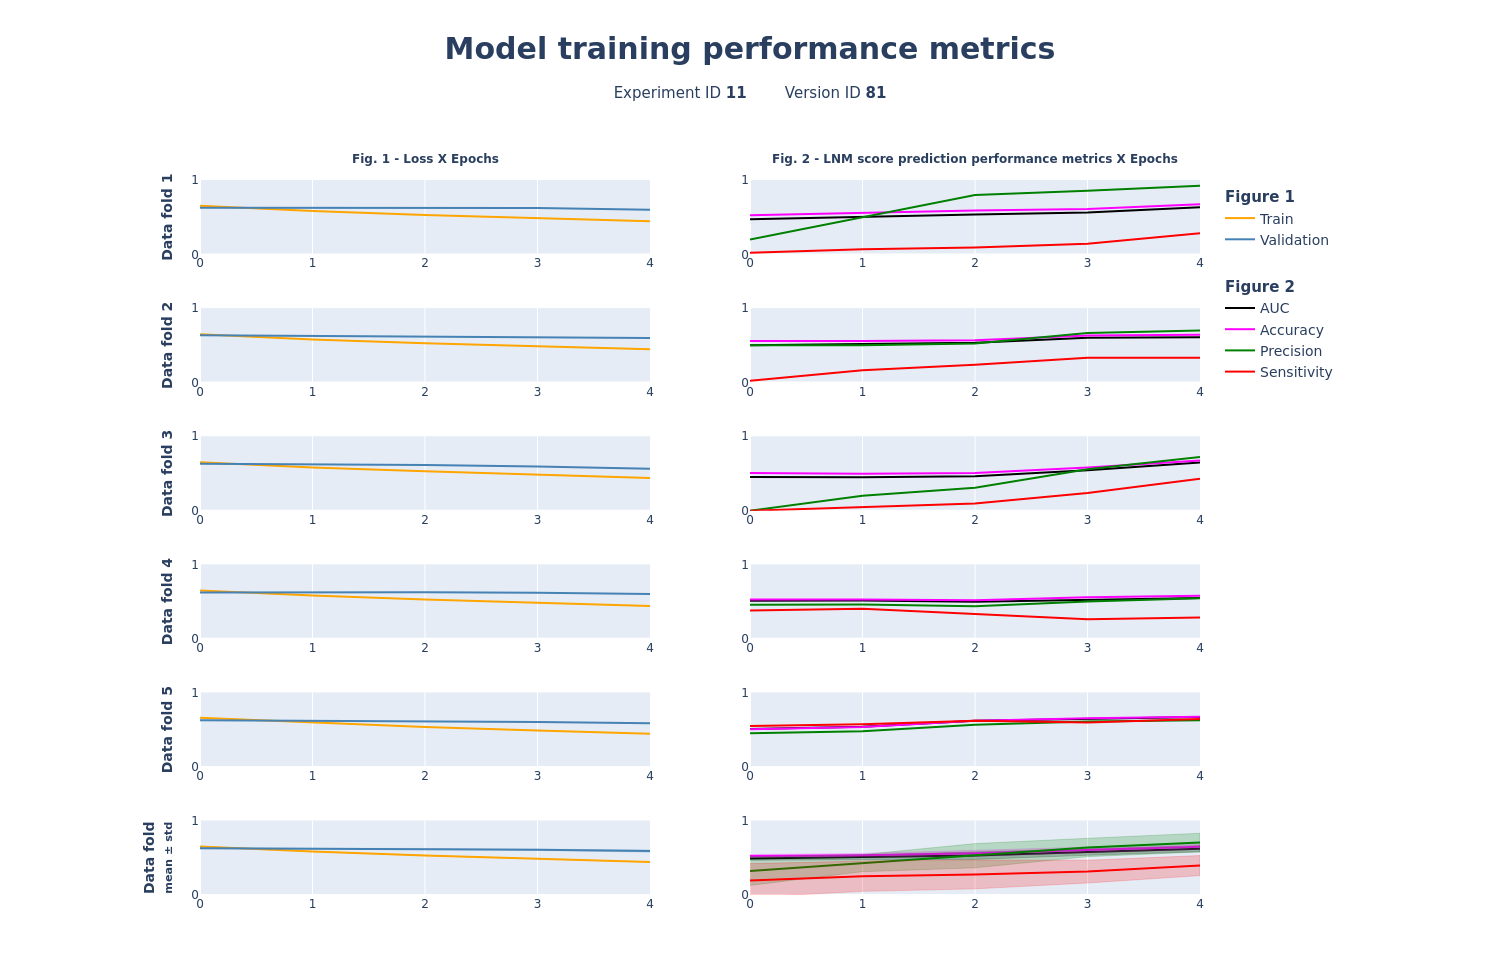 Model training performance metrics
Experiment ID 11 Version ID 81
Fig. 1 - Loss X Epochs
Fig. 2 - LNM score prediction performance metrics X Epochs
Data fold 1
1
0
0 1 2 3 4
1
0
0 1 2 3 4
Figure 1
Train
Validation
Figure 2
AUC
Accuracy
Precision
Sensitivity
Data fold 2
1
0
0 1 2 3 4
1
0
0 1 2 3 4
Data fold 3
1
0
0 1 2 3 4
1
0
0 1 2 3 4
Data fold 4
1
0
0 1 2 3 4
1
0
0 1 2 3 4
Data fold 5
1
0
0 1 2 3 4
1
0
0 1 2 3 4
Data fold
mean ± std
1
0
0 1 2 3 4
1
0
0 1 2 3 4